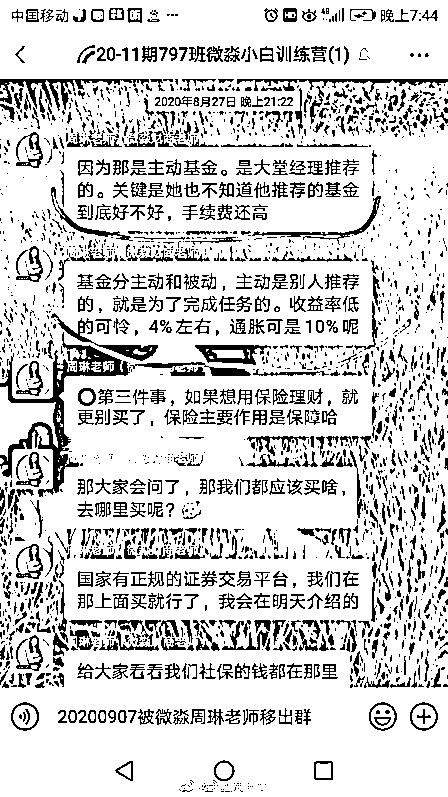 中国移动 晚上7:44
20-11期797班微淼小白训练营(1)
2020年8月27日 晚上21:22
因为那是主动基金。是大堂经理推荐
的。关键是她也不知道他推荐的基金
到底好不好，手续费还高
基金分主动和被动，主动是别人推荐
的，就是为了完成任务的。收益率低
的可怜，4%左右，通胀可是10%呢
周琳老师
第三件事，如果想用保险理财，就
更别买了，保险主要作用是保障哈
那大家会问了，那我们都应该买啥，
去哪里买呢？
国家有正规的证券交易平台，我们在
那上面买就行了，我会在明天介绍的
给大家看看我们社保的钱都在那里
20200907被微淼周琳老师移出群